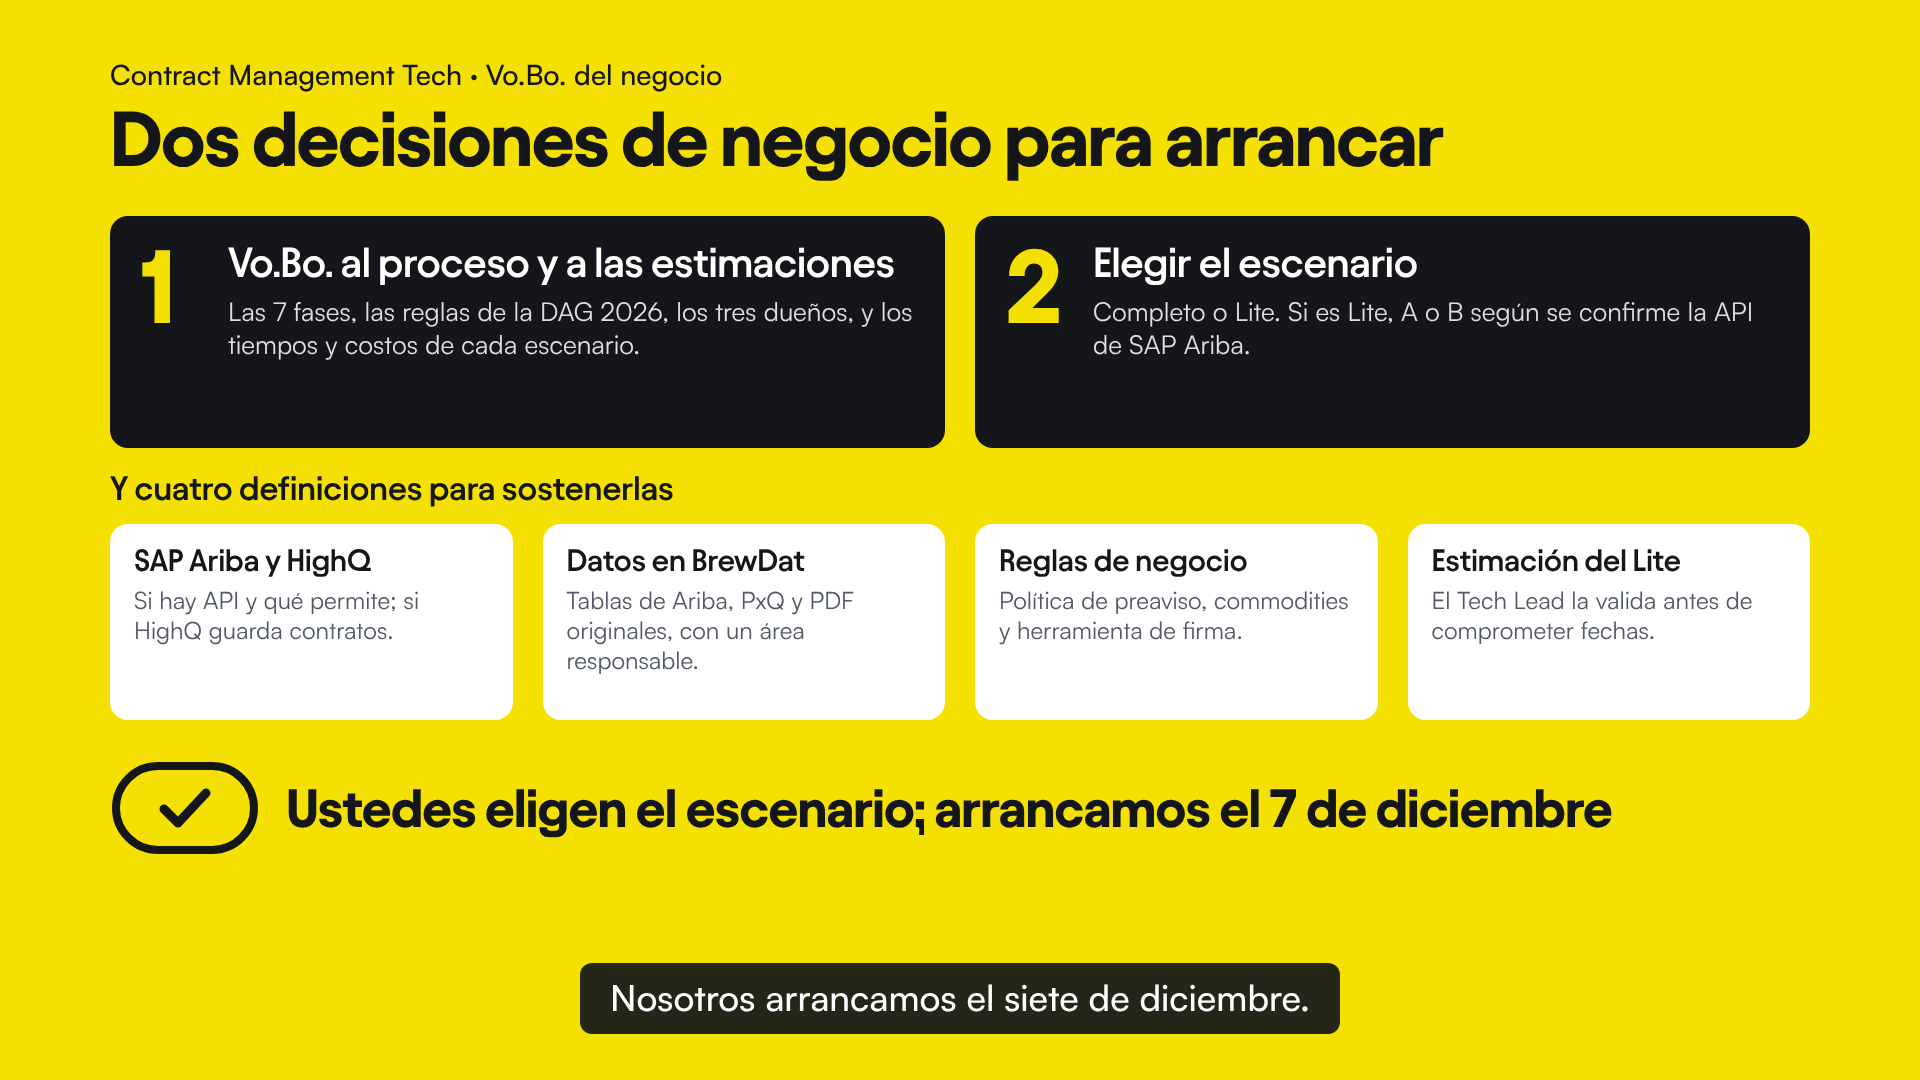 Contract Management Tech · Vo.Bo. del negocio
Dos decisiones de negocio para arrancar
1
Vo.Bo. al proceso y a las estimaciones
Las 7 fases, las reglas de la DAG 2026, los tres dueños, y los
tiempos y costos de cada escenario.
2
Elegir el escenario
Completo o Lite. Si es Lite, A o B según se confirme la API
de SAP Ariba.
Y cuatro definiciones para sostenerlas
SAP Ariba y HighQ
Si hay API y qué permite; si
HighQ guarda contratos.
Datos en BrewDat
Tablas de Ariba, PxQ y PDF
originales, con un área
responsable.
Reglas de negocio
Política de preaviso, commodities
y herramienta de firma.
Estimación del Lite
El Tech Lead la valida antes de
comprometer fechas.
Ustedes eligen el escenario; arrancamos el 7 de diciembre
Nosotros arrancamos el siete de diciembre.